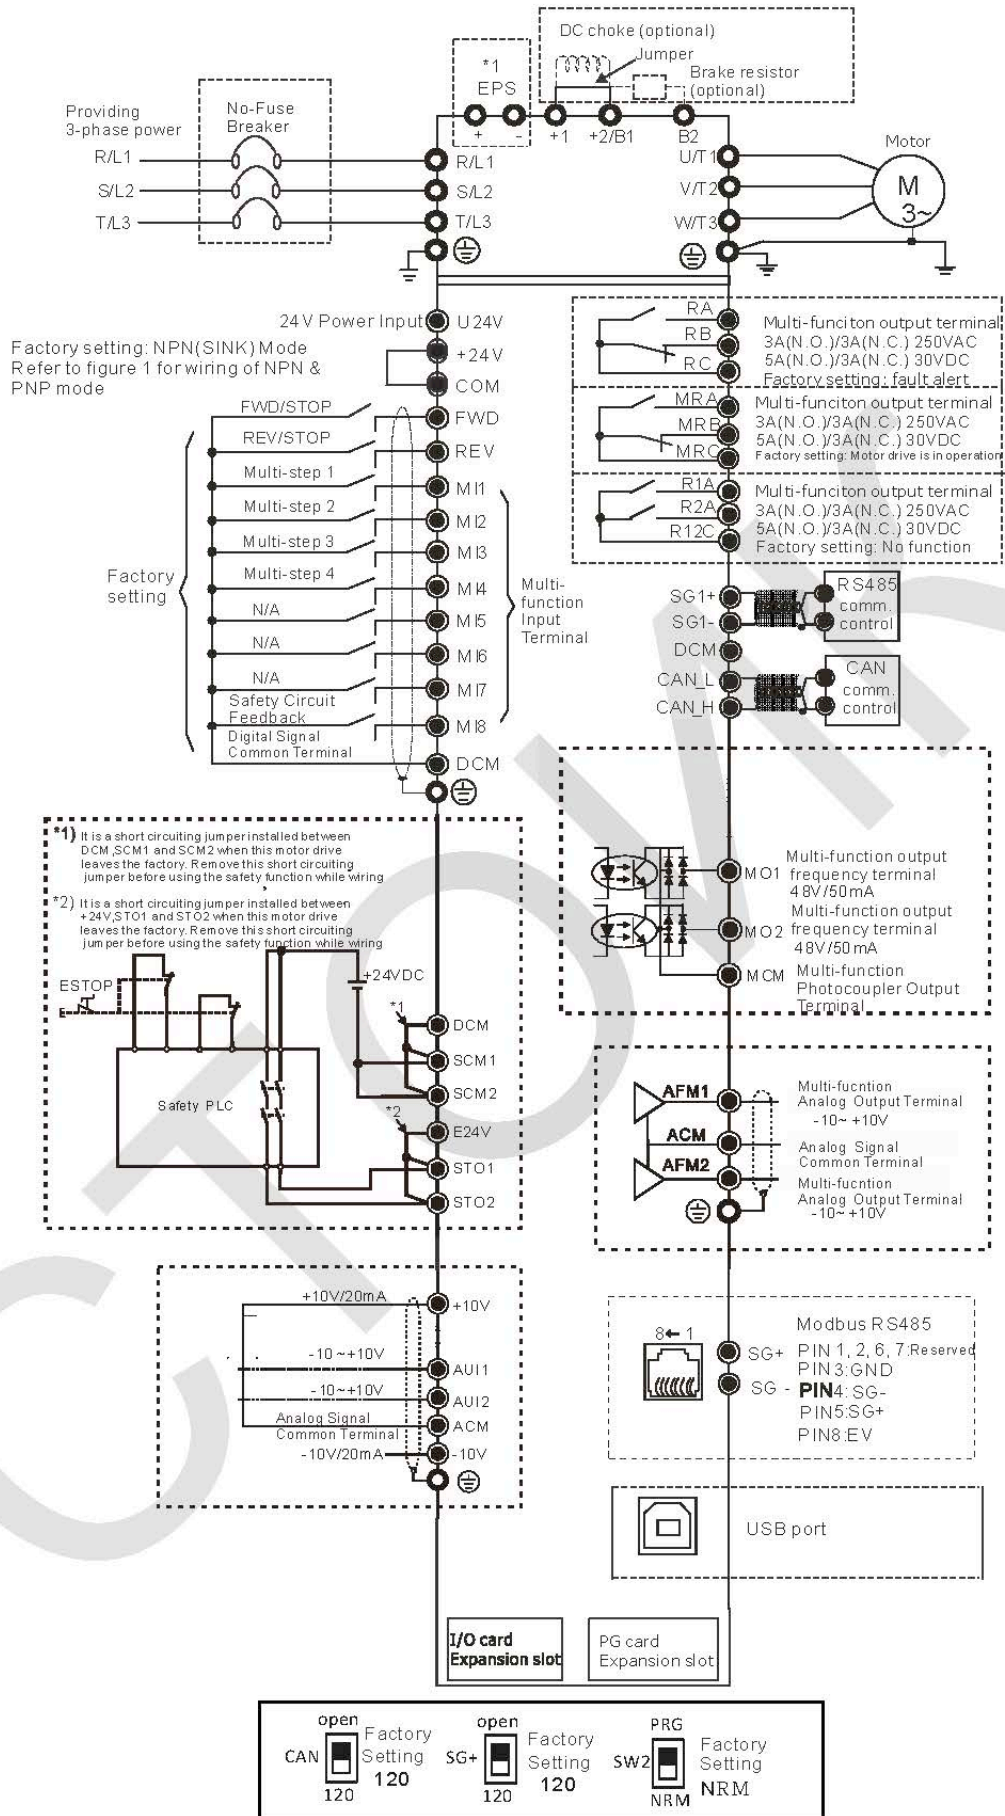 DC choke (optional)
Jumper
*1
EPS
Brake resistor
(optional)
Providing
3-phase power
No-Fuse
Breaker
+
-
+1
+2/B1
B2
Motor
R/L1
R/L1
U/T1
S/L2
S/L2
V/T2
M
3~
T/L3
T/L3
W/T3
24V Power Input
U24V
Factory setting: NPN(SINK) Mode
Refer to figure 1 for wiring of NPN &
PNP mode
+24V
COM
FWD/STOP
FWD
REV/STOP
REV
Multi-step 1
MI1
Multi-step 2
MI2
Multi-step 3
MI3
Multi-step 4
MI4
N/A
MI5
N/A
MI6
N/A
MI7
Safety Circuit
Feedback
MI8
Digital Signal
Common Terminal
DCM
Factory
setting
Multi-
function
Input
Terminal
RA
RB
RC
Multi-funciton output terminal
3A(N.O.)/3A(N.C.) 250VAC
5A(N.O.)/3A(N.C.) 30VDC
Factory setting: fault alert
MRA
MRB
MRC
Multi-funciton output terminal
3A(N.O.)/3A(N.C.) 250VAC
5A(N.O.)/3A(N.C.) 30VDC
Factory setting: Motor drive is in operation
R1A
R2A
R12C
Multi-funciton output terminal
3A(N.O.)/3A(N.C.) 250VAC
5A(N.O.)/3A(N.C.) 30VDC
Factory setting: No function
SG1+
SG1-
RS485
comm.
control
DCM
CAN_L
CAN_H
CAN
comm.
control
*1) It is a short circuiting jumper installed between
DCM,SCM1 and SCM2 when this motor drive
leaves the factory. Remove this short circuiting
jumper before using the safety function while wiring
*2) It is a short circuiting jumper installed between
+24V,STO1 and STO2 when this motor drive
leaves the factory. Remove this short circuiting
jumper before using the safety function while wiring
ESTOP
+24VDC
*1
DCM
SCM1
SCM2
Safety PLC
*2
E24V
STO1
STO2
MO1
Multi-function output
frequency terminal
48V/50mA
MO2
Multi-function output
frequency terminal
48V/50mA
MCM
Multi-function
Photocoupler Output
Terminal
AFM1
Multi-fucntion
Analog Output Terminal
-10~ +10V
ACM
Analog Signal
Common Terminal
AFM2
Multi-fucntion
Analog Output Terminal
-10~ +10V
+10V/20mA
+10V
-10~+10V
AUI1
-10~+10V
AUI2
Analog Signal
Common Terminal
ACM
-10V/20mA
-10V
8← 1
SG+
SG -
Modbus RS485
PIN 1, 2, 6, 7:Reserved
PIN3:GND
PIN4:SG-
PIN5:SG+
PIN8:EV
USB port
I/O card
Expansion slot
PG card
Expansion slot
open
CAN
120
Factory
Setting
120
open
SG+
120
Factory
Setting
120
PRG
SW2
NRM
Factory
Setting
NRM
СТОИК